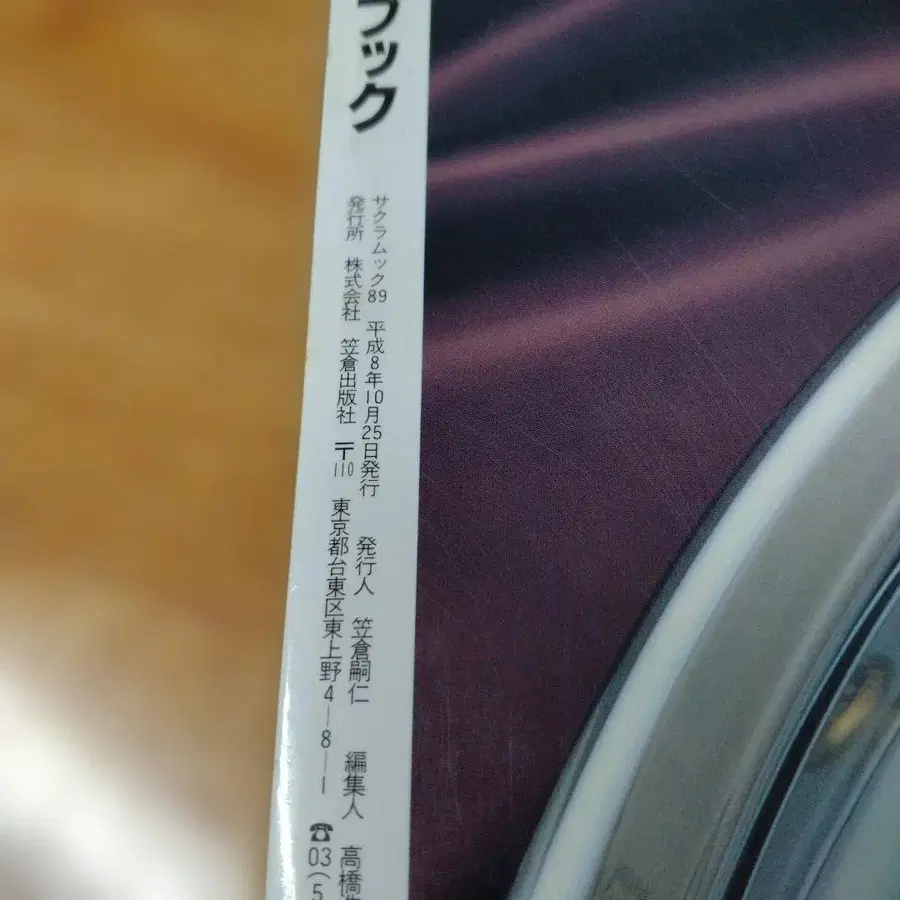 ブック
サクラムック89 平成8年10月25日発行 発行人 笠倉嗣仁 編集人 高橋
発行所 株式会社 笠倉出版社 〒110 東京都台東区東上野4-8-1 ☎03(5